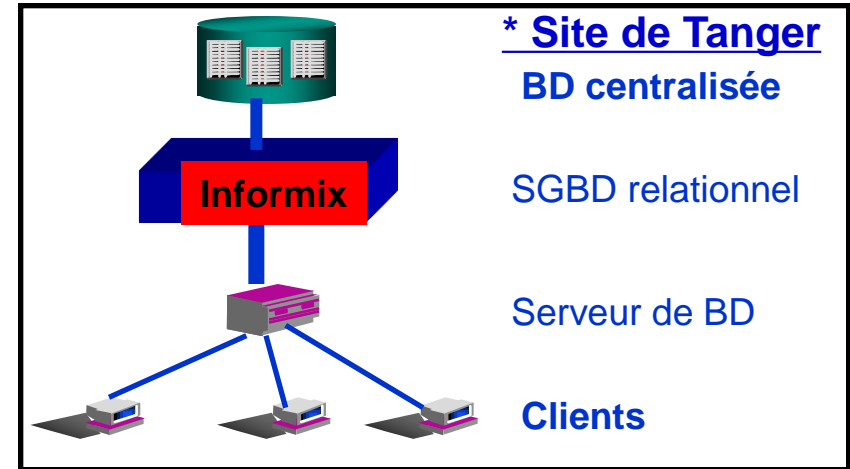 * Site de Tanger
BD centralisée
Informix
SGBD relationnel
Serveur de BD
Clients